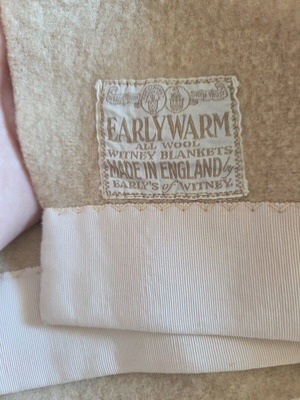 EARLYWARM
ALL WOOL
WITNEY BLANKETS
MADE IN ENGLAND by
EARLY'S of WITNEY